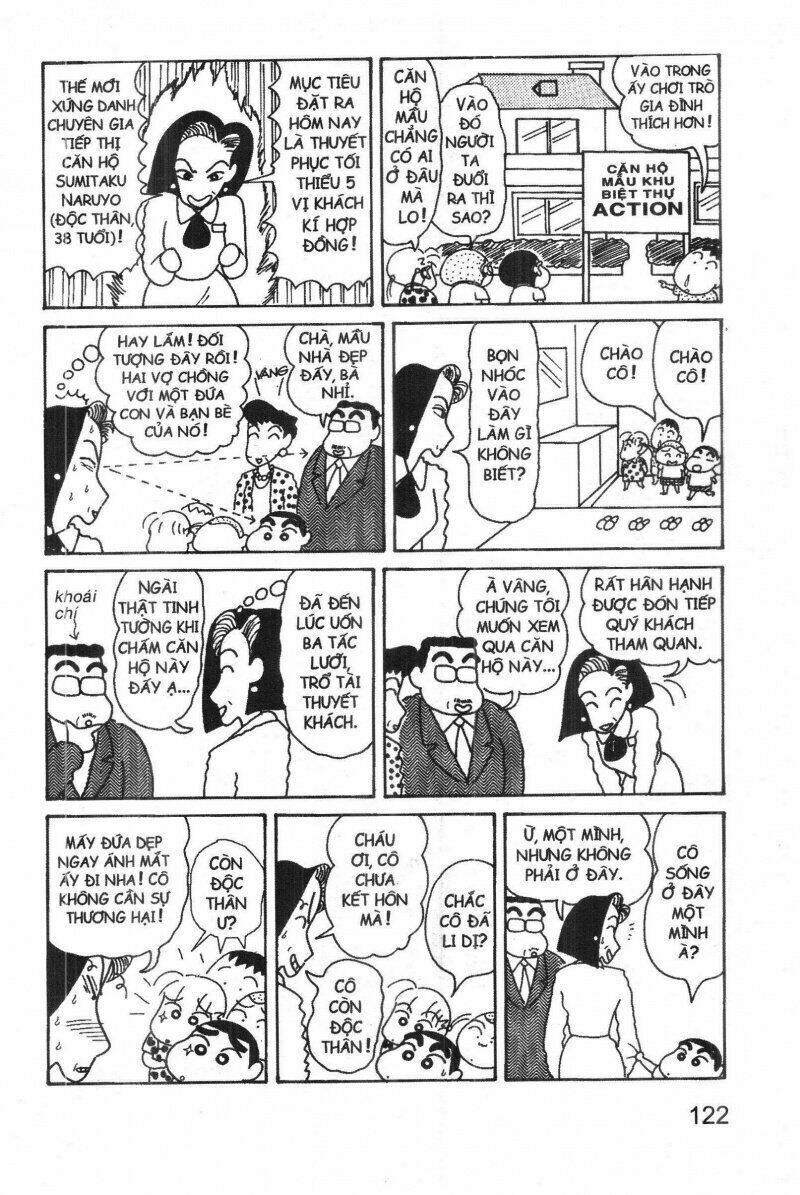 VÀO TRONG
ẤY CHƠI TRÒ
GIA ĐÌNH
THÍCH HƠN!
CĂN HỘ
MẪU KHU
BIỆT THỰ
ACTION
VÀO
ĐÓ
NGƯỜI
TA
ĐUỔI
RA THÌ
SAO?
CĂN
HỘ
MẪU
CHẲNG
CÓ AI
Ở ĐÂU
MÀ
LO!
MỤC TIÊU
ĐẶT RA
HÔM NAY
LÀ THUYẾT
PHỤC TỐI
THIỂU 5
VỊ KHÁCH
KÍ HỢP
ĐỒNG!
THẾ MỚI
XỨNG DANH
CHUYÊN GIA
TIẾP THỊ
CĂN HỘ
SUMITAKU
NARUYO
(ĐỘC THÂN,
38 TUỔI)!
CHÀO
CÔ!
CHÀO
CÔ!
BỌN
NHÓC
VÀO
ĐÂY
LÀM GÌ
KHÔNG
BIẾT?
CHÀ, MẪU
NHÀ ĐẸP
ĐẤY, BÀ
NHỈ.
VÂNG!
HAY LẮM! ĐỐI
TƯỢNG ĐÂY RỒI!
HAI VỢ CHỒNG
VỚI MỘT ĐỨA
CON VÀ BẠN BÈ
CỦA NÓ!
RẤT HÂN HẠNH
ĐƯỢC ĐÓN TIẾP
QUÝ KHÁCH
THAM QUAN.
À VÂNG,
CHÚNG TÔI
MUỐN XEM
QUA CĂN
HỘ NÀY...
ĐÃ ĐẾN
LÚC UỐN
BA TẤC
LƯỠI,
TRỔ TÀI
THUYẾT
KHÁCH.
NGÀI
THẬT TINH
TƯỜNG KHI
CHẤM CĂN
HỘ NÀY
ĐẤY Ạ...
khoái
chí
CÔ
SỐNG
Ở ĐÂY
MỘT
MÌNH
À?
Ừ, MỘT MÌNH,
NHƯNG KHÔNG
PHẢI Ở ĐÂY.
CHẮC
CÔ ĐÃ
LI DỊ?
CHÁU
ƠI, CÔ
CHƯA
KẾT HÔN
MÀ!
CÔ
CÒN
ĐỘC
THÂN!
CÒN
ĐỘC
THÂN
Ư?
MẤY ĐỨA DẸP
NGAY ÁNH MẮT
ẤY ĐI NHA! CÔ
KHÔNG CẦN SỰ
THƯƠNG HẠI!
122